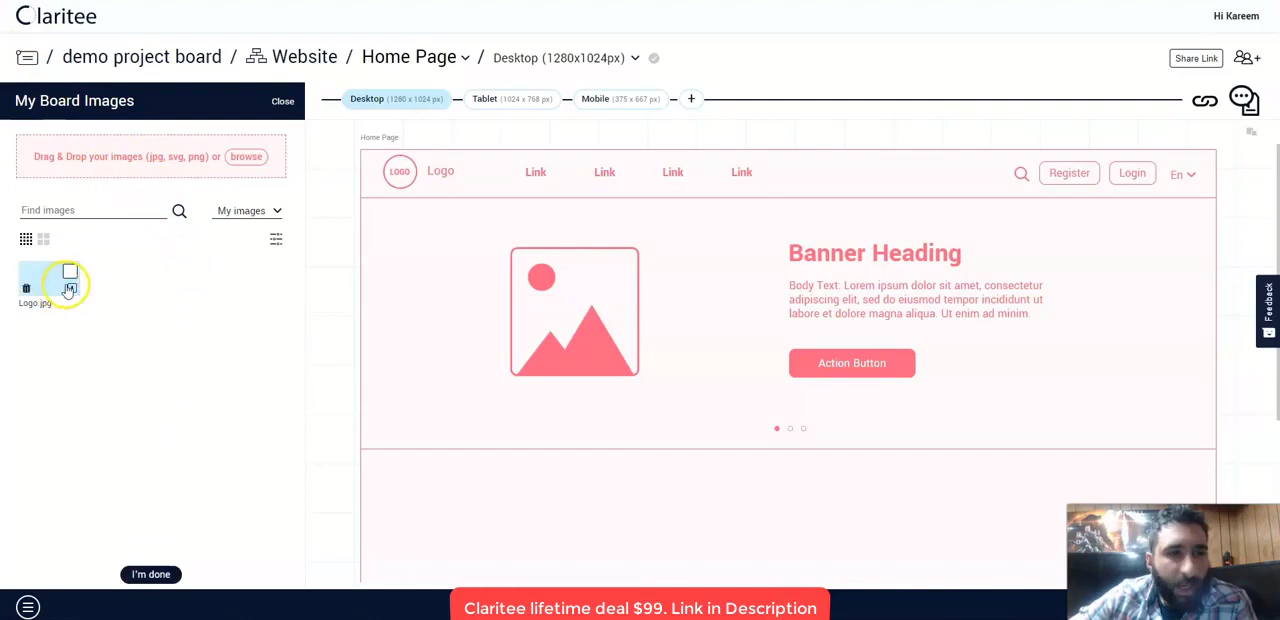 Claritee
Hi Kareem
/ demo project board / Website / Home Page / Desktop (1280x1024px)
Share Link
My Board Images
Close
Desktop (1280 x 1024 px)
Tablet (1024 x 768 px)
Mobile (375 x 667 px)
+
Drag & Drop your images (jpg, svg, png) or browse
Find images
My images
Logo.jpg
I'm done
Home Page
LOGO
Logo
Link
Link
Link
Link
Register
Login
En
Banner Heading
Body Text. Lorem ipsum dolor sit amet, consectetur
adipiscing elit, sed do eiusmod tempor incididunt ut
labore et dolore magna aliqua. Ut enim ad minim.
Action Button
Feedback
Claritee lifetime deal $99. Link in Description